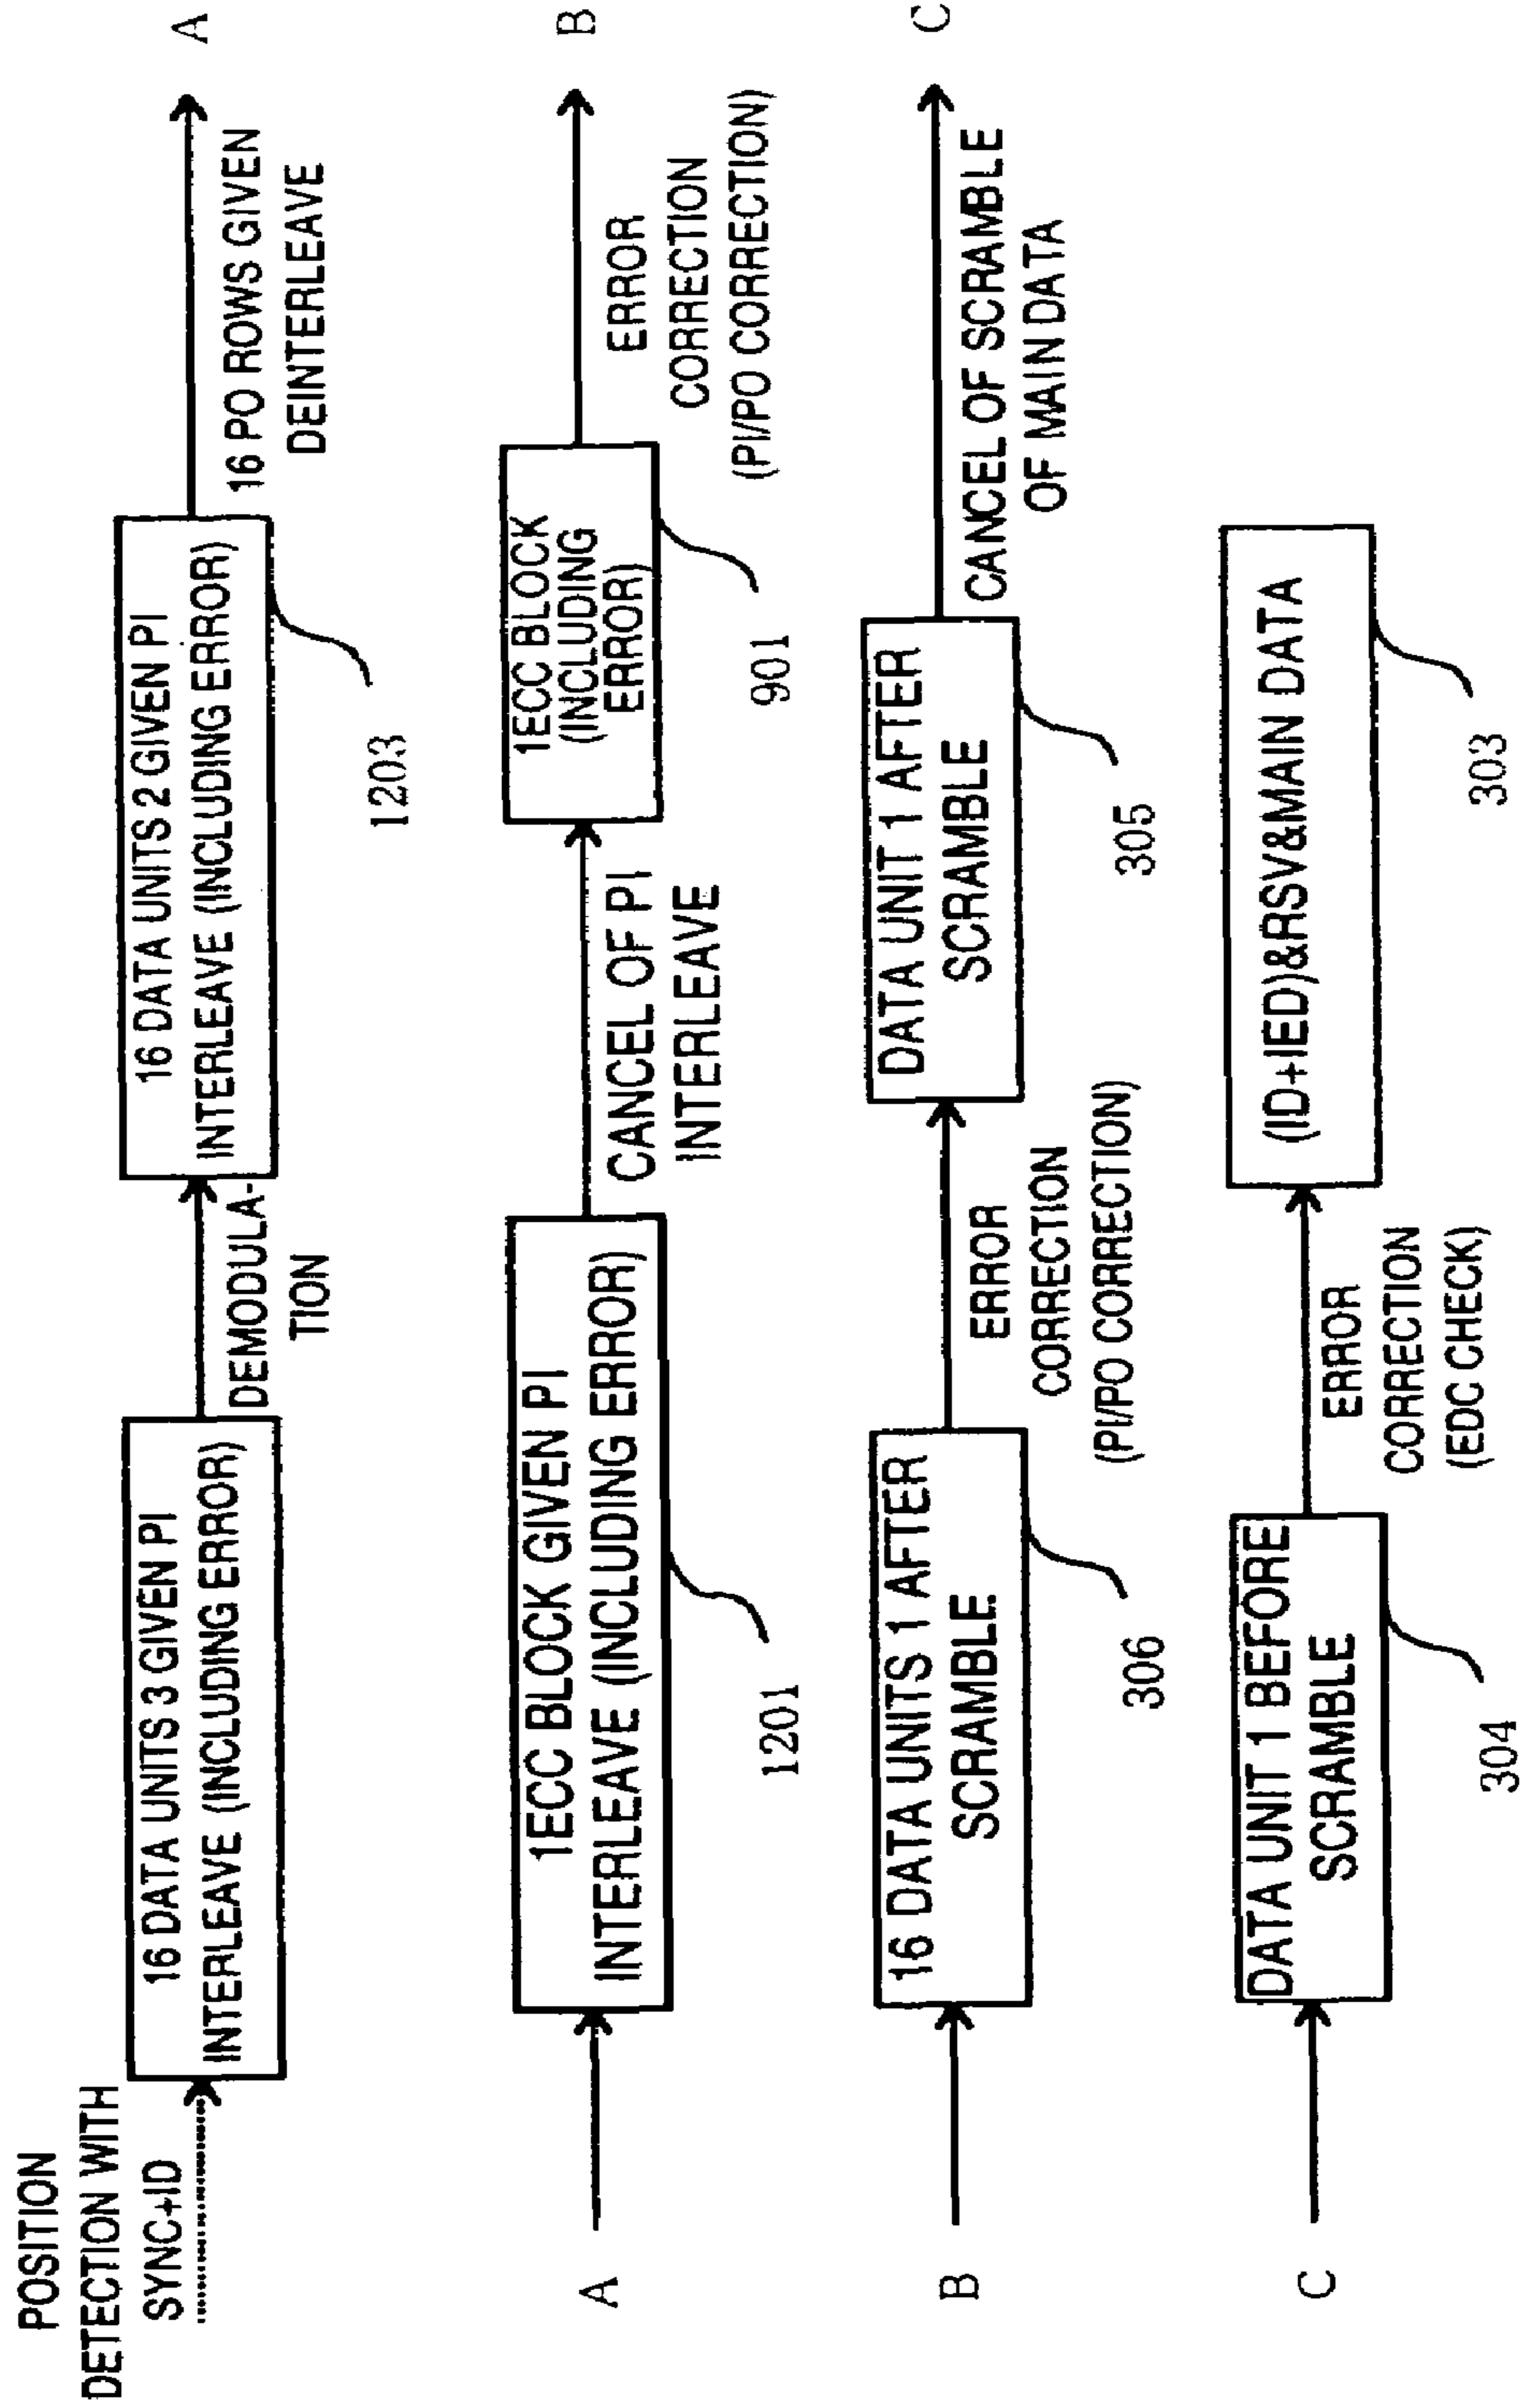 POSITION
DETECTION WITH
SYNC+ID
16 DATA UNITS 3 GIVEN PI
INTERLEAVE (INCLUDING ERROR)
DEMODULA-
TION
16 DATA UNITS 2 GIVEN PI
INTERLEAVE (INCLUDING ERROR)
1203
16 PO ROWS GIVEN
DEINTERLEAVE
A
A
1ECC BLOCK GIVEN PI
INTERLEAVE (INCLUDING ERROR)
1201
CANCEL OF PI
INTERLEAVE
1ECC BLOCK
(INCLUDING
ERROR)
901
ERROR
CORRECTION
(PI/PO CORRECTION)
B
B
16 DATA UNITS 1 AFTER
SCRAMBLE
306
ERROR
CORRECTION
(PI/PO CORRECTION)
DATA UNIT 1 AFTER
SCRAMBLE
305
CANCEL OF SCRAMBLE
OF MAIN DATA
C
C
DATA UNIT 1 BEFORE
SCRAMBLE
304
ERROR
CORRECTION
(EDC CHECK)
(ID+IED)&RSV&MAIN DATA
303